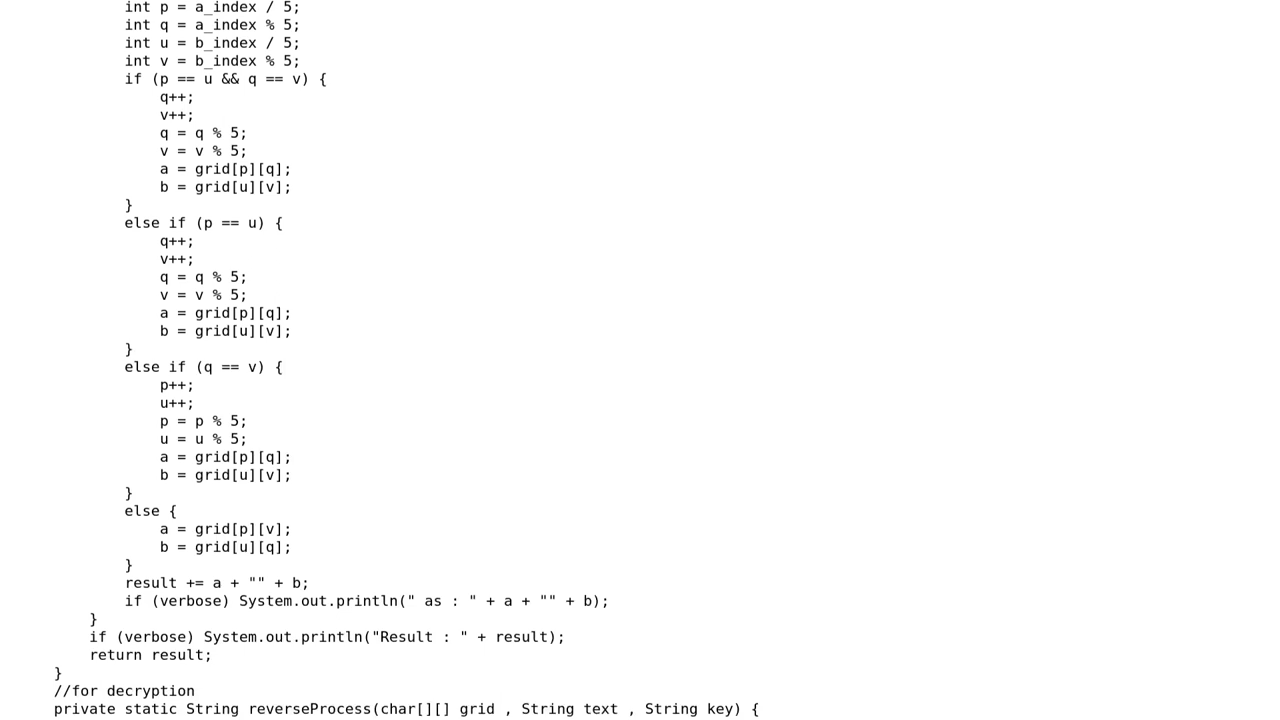 int p = a_index / 5;
int q = a_index % 5;
int u = b_index / 5;
int v = b_index % 5;
if (p == u && q == v) {
q++;
v++;
q = q % 5;
v = v % 5;
a = grid[p][q];
b = grid[u][v];
}
else if (p == u) {
q++;
v++;
q = q % 5;
v = v % 5;
a = grid[p][q];
b = grid[u][v];
}
else if (q == v) {
p++;
u++;
p = p % 5;
u = u % 5;
a = grid[p][q];
b = grid[u][v];
}
else {
a = grid[p][v];
b = grid[u][q];
}
result += a + "" + b;
if (verbose) System.out.println(" as : " + a + "" + b);
}
if (verbose) System.out.println("Result : " + result);
return result;
}
//for decryption
private static String reverseProcess(char[][] grid , String text , String key) {